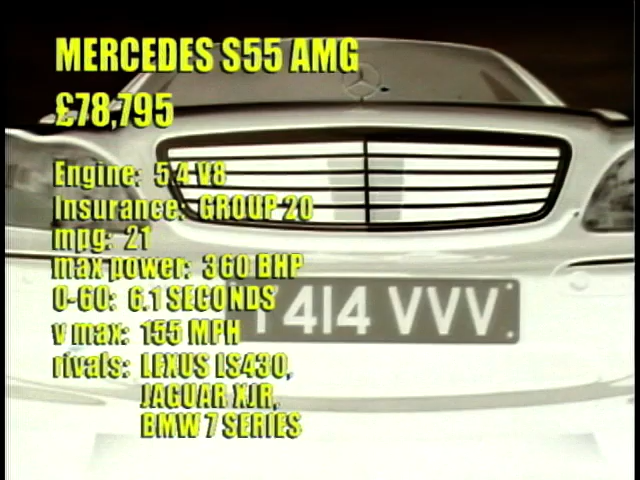 MERCEDES S55 AMG
£78,795
Engine: 5.4 V8
Insurance: GROUP 20
mpg: 21
max power: 360 BHP
0-60: 6.1 SECONDS
T 414 VVV
v max: 155 MPH
rivals: LEXUS LS430,
JAGUAR XJR,
BMW 7 SERIES